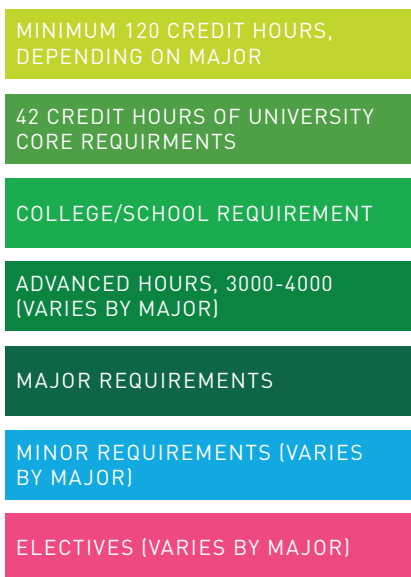 MINIMUM 120 CREDIT HOURS,
DEPENDING ON MAJOR
42 CREDIT HOURS OF UNIVERSITY
CORE REQUIRMENTS
COLLEGE/SCHOOL REQUIREMENT
ADVANCED HOURS, 3000-4000
(VARIES BY MAJOR)
MAJOR REQUIREMENTS
MINOR REQUIREMENTS (VARIES
BY MAJOR)
ELECTIVES (VARIES BY MAJOR)